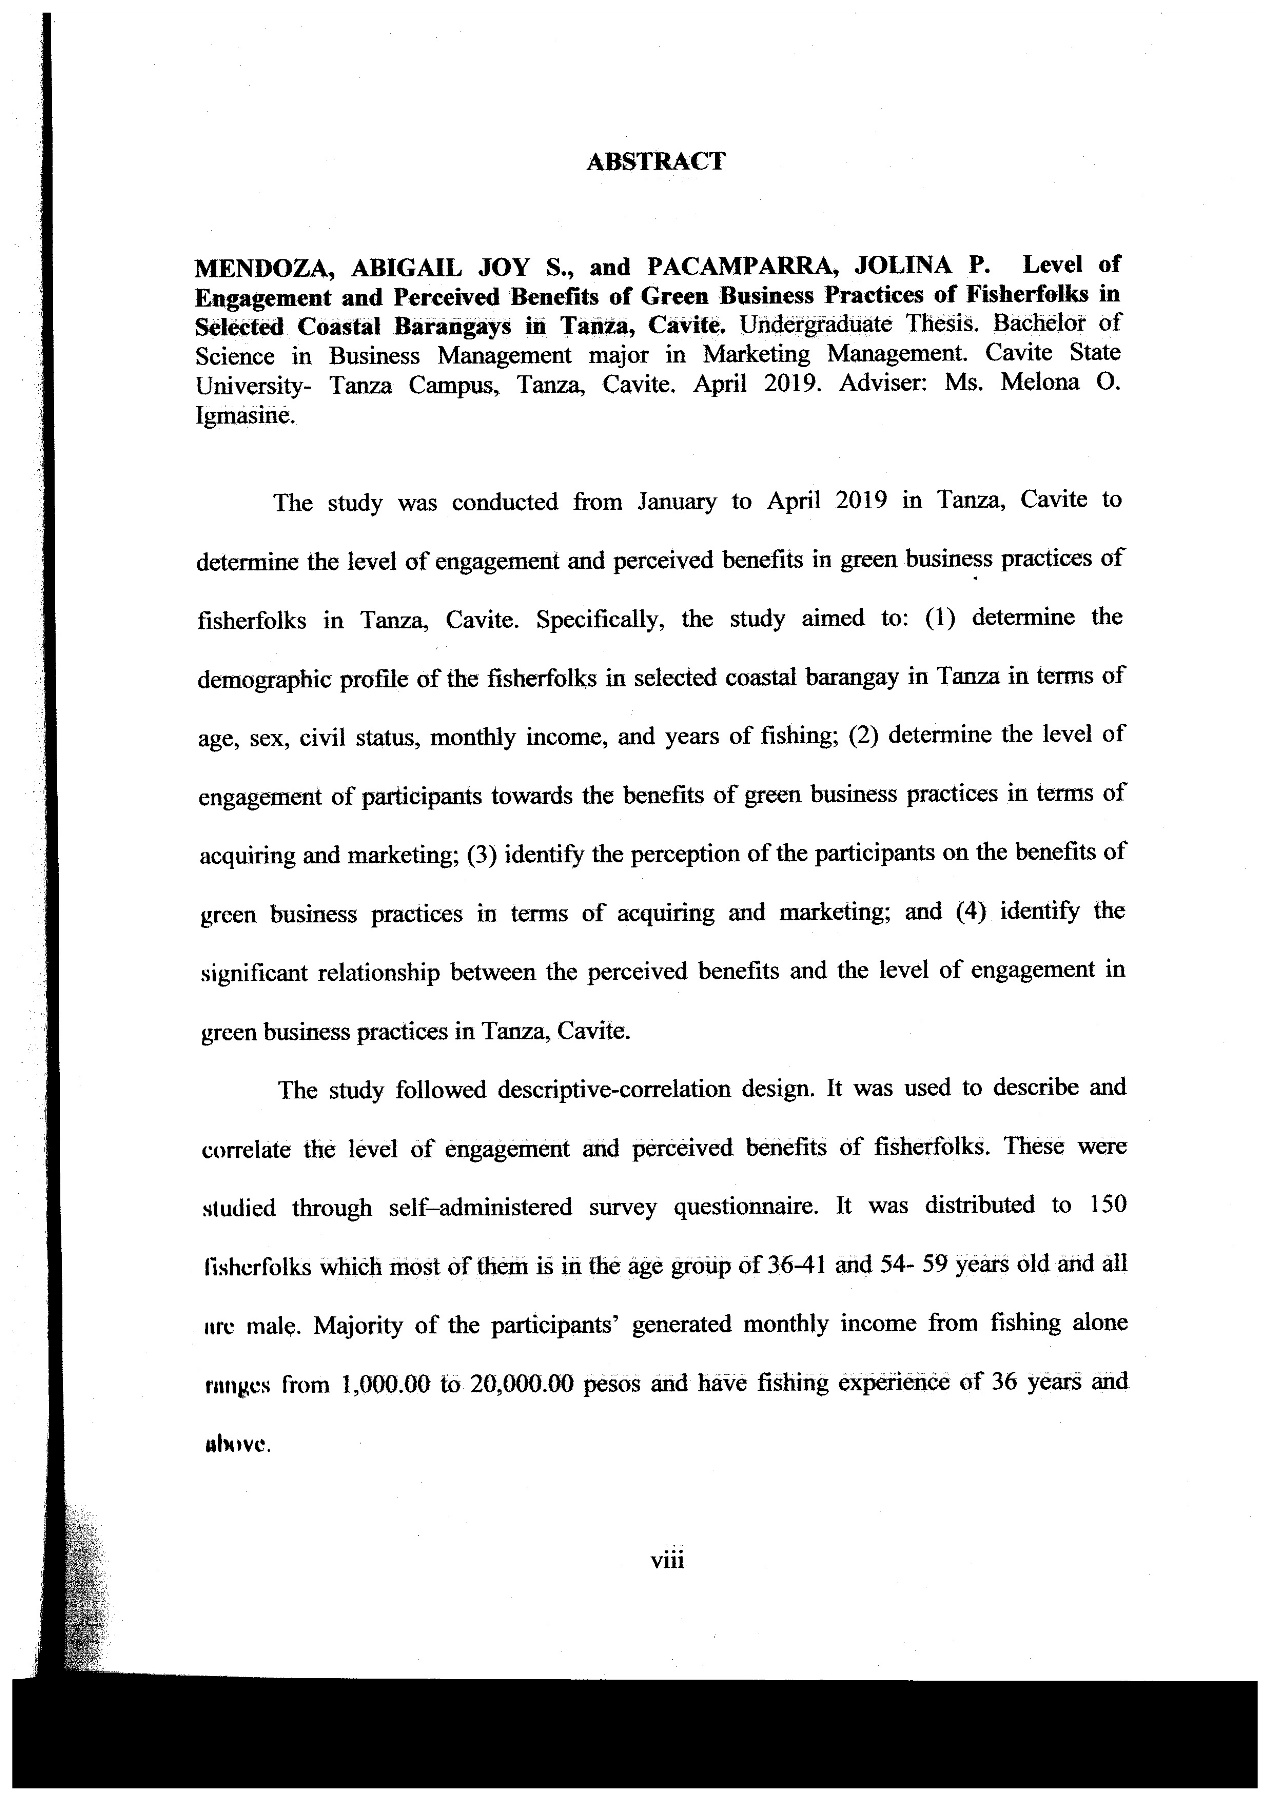 ABSTRACT
MENDOZA, ABIGAIL JOY S., and PACAMPARRA, JOLINA P. Level of
Engagement and Perceived Benefits of Green Business Practices of Fisherfolks in
Selected Coastal Barangays in Tanza, Cavite. Undergraduate Thesis. Bachelor of
Science in Business Management major in Marketing Management. Cavite State
University- Tanza Campus, Tanza, Cavite. April 2019. Adviser: Ms. Melona O.
Igmasine.
The study was conducted from January to April 2019 in Tanza, Cavite to
determine the level of engagement and perceived benefits in green business practices of
fisherfolks in Tanza, Cavite. Specifically, the study aimed to: (1) determine the
demographic profile of the fisherfolks in selected coastal barangay in Tanza in terms of
age, sex, civil status, monthly income, and years of fishing; (2) determine the level of
engagement of participants towards the benefits of green business practices in terms of
acquiring and marketing; (3) identify the perception of the participants on the benefits of
green business practices in terms of acquiring and marketing; and (4) identify the
significant relationship between the perceived benefits and the level of engagement in
green business practices in Tanza, Cavite.
The study followed descriptive-correlation design. It was used to describe and
correlate the level of engagement and perceived benefits of fisherfolks. These were
studied through self–administered survey questionnaire. It was distributed to 150
fisherfolks which most of them is in the age group of 36-41 and 54- 59 years old and all
are male. Majority of the participants' generated monthly income from fishing alone
ranges from 1,000.00 to 20,000.00 pesos and have fishing experience of 36 years and
above.
viii